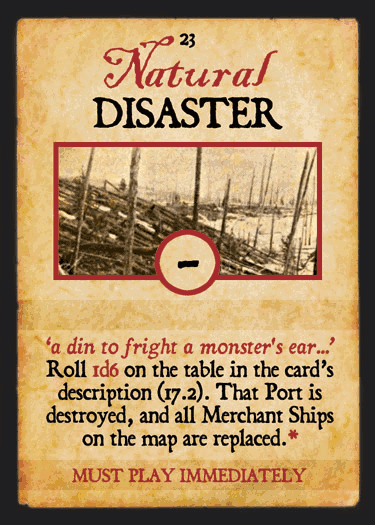 23
Natural
DISASTER
-
‘a din to fright a monster's ear...’
Roll 1d6 on the table in the card's
description (17.2). That Port is
destroyed, and all Merchant Ships
on the map are replaced.*
MUST PLAY IMMEDIATELY